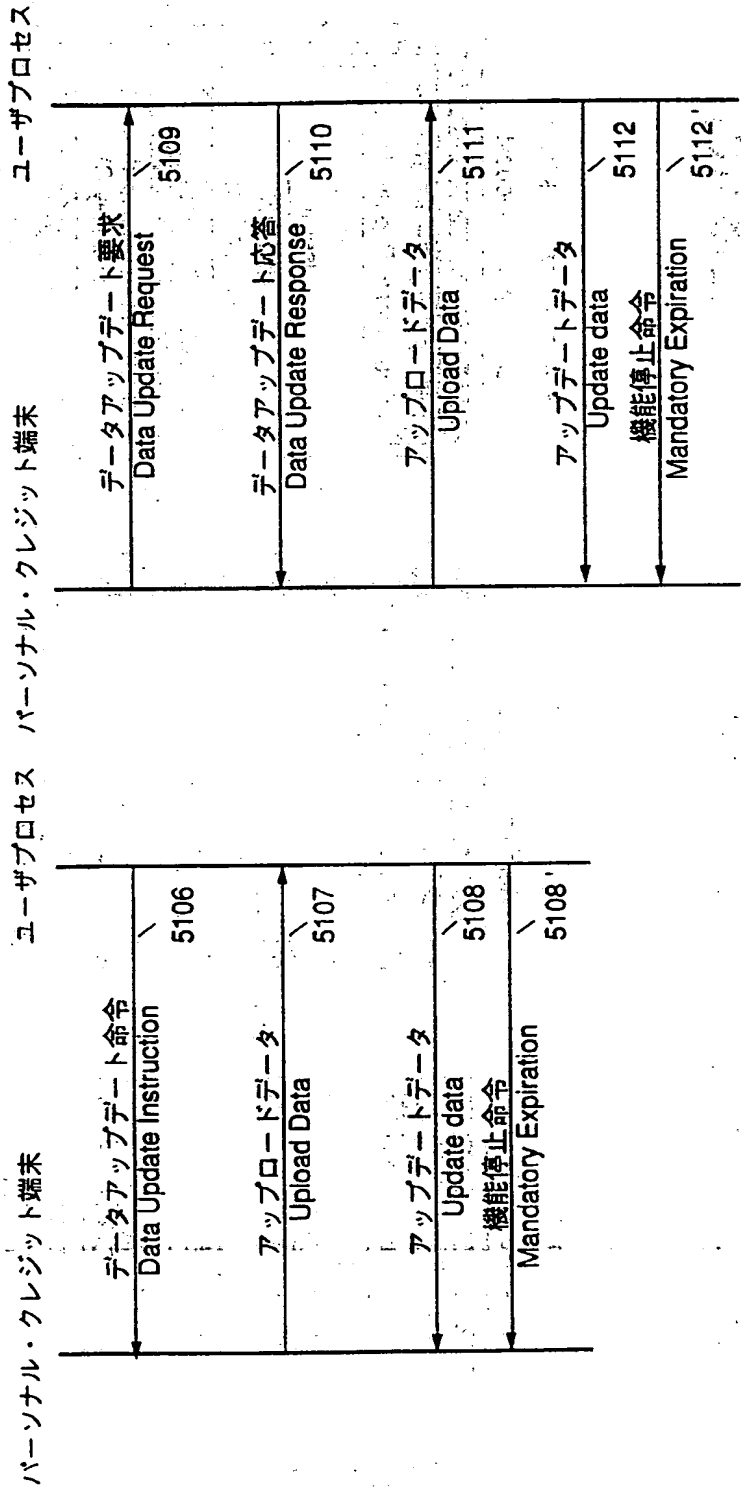 パーソナル・クレジット端末
ユーザプロセス
データアップデート命令
Data Update Instruction
5106
アップロードデータ
Upload Data
5107
アップデートデータ
Update data
5108
機能停止命令
Mandatory Expiration
5108'
パーソナル・クレジット端末
ユーザプロセス
データアップデート要求
Data Update Request
5109
データアップデート応答
Data Update Response
5110
アップロードデータ
Upload Data
5111
アップデートデータ
Update data
5112
機能停止命令
Mandatory Expiration
5112'